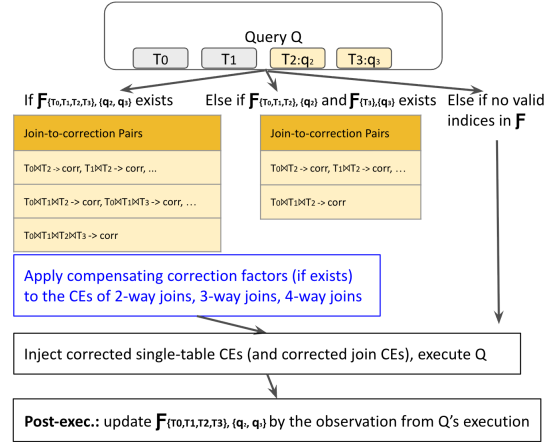 Query Q
T0 T1 T2:q₂ T3:q₃
If Ƒ{T₀,T₁,T₂,T₃}, {q₂, q₃} exists
Else if Ƒ{T₀,T₁,T₂}, {q₂} and Ƒ{T₃},{q₃} exists
Else if no valid
indices in Ƒ
Join-to-correction Pairs
T0⋈T2 -> corr, T1⋈T2 -> corr, ...
T0⋈T1⋈T2 -> corr, T0⋈T1⋈T3 -> corr, ...
T0⋈T1⋈T2⋈T3 -> corr
Join-to-correction Pairs
T0⋈T2 -> corr, T1⋈T2 -> corr, ...
T0⋈T1⋈T2 -> corr
Apply compensating correction factors (if exists)
to the CEs of 2-way joins, 3-way joins, 4-way joins
Inject corrected single-table CEs (and corrected join CEs), execute Q
Post-exec.: update Ƒ{T0,T1,T2,T3}, {q₂, q₃} by the observation from Q's execution